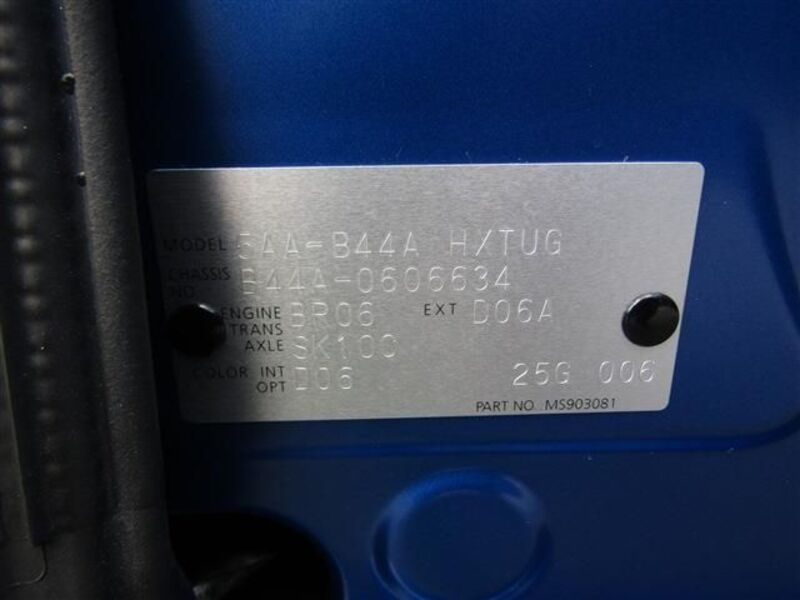 MODEL 5AA-B44A H/TUG
CHASSIS NO. B44A-0606634
ENGINE BR06 EXT D06A
TRANS AXLE SK100
COLOR INT OPT D06 25G 006
PART NO. MS903081